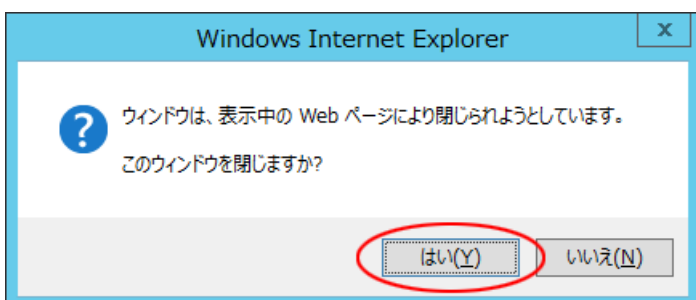 Windows Internet Explorer
x
?
ウィンドウは、表示中の Web ページにより閉じられようとしています。
このウィンドウを閉じますか?
はい(Y) いいえ(N)